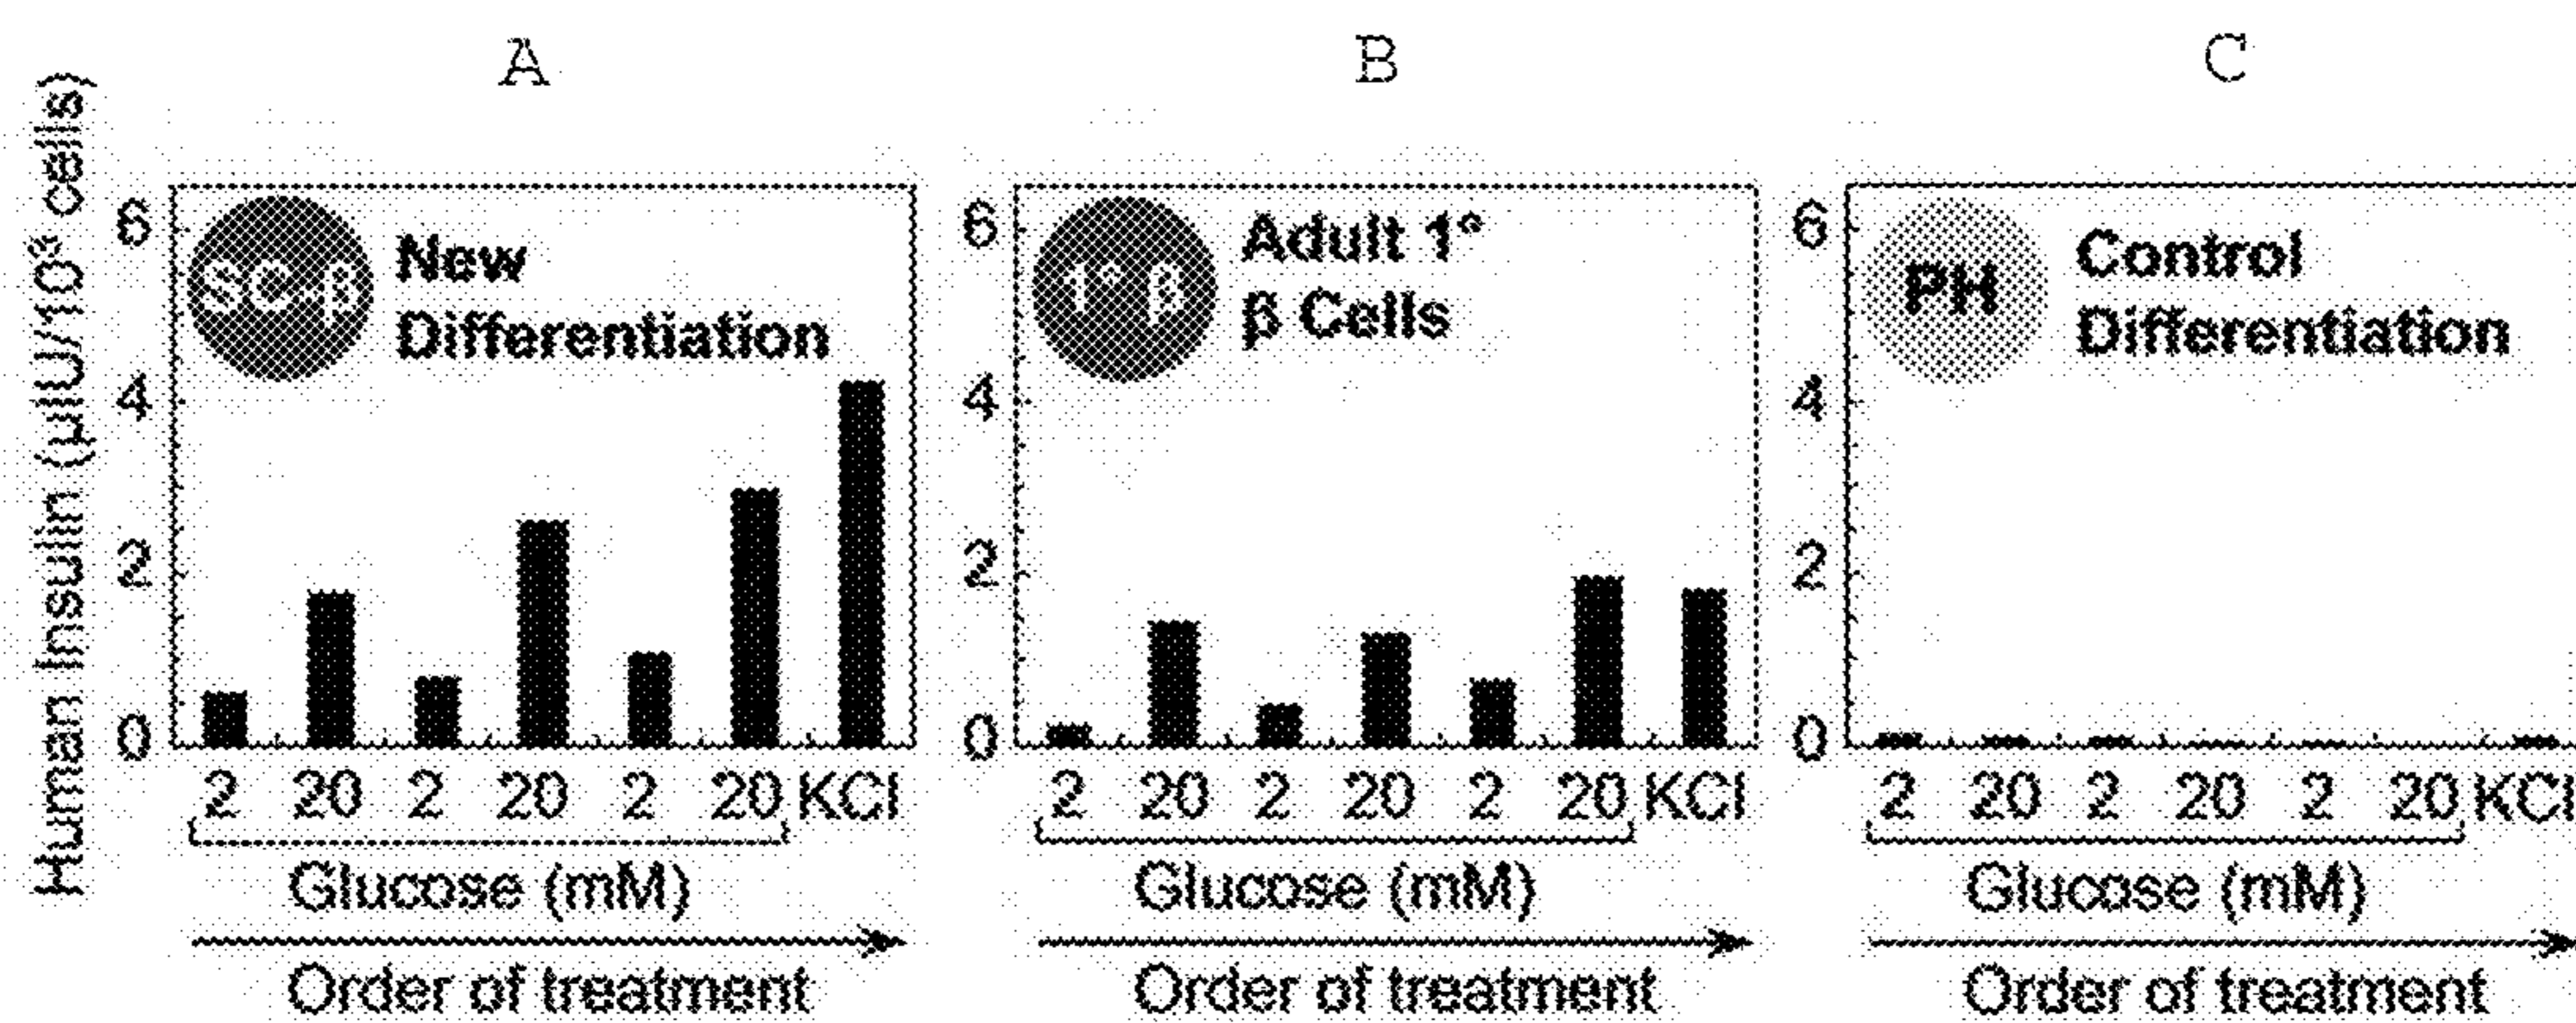 A
B
C
Human Insulin (µIU/10³ cells)
6
4
2
0
SC-β
New
Differentiation
2 20 2 20 2 20 KCl
Glucose (mM)
Order of treatment
6
4
2
0
1° β
Adult 1°
β Cells
2 20 2 20 2 20 KCl
Glucose (mM)
Order of treatment
6
4
2
0
PH
Control
Differentiation
2 20 2 20 2 20 KCl
Glucose (mM)
Order of treatment